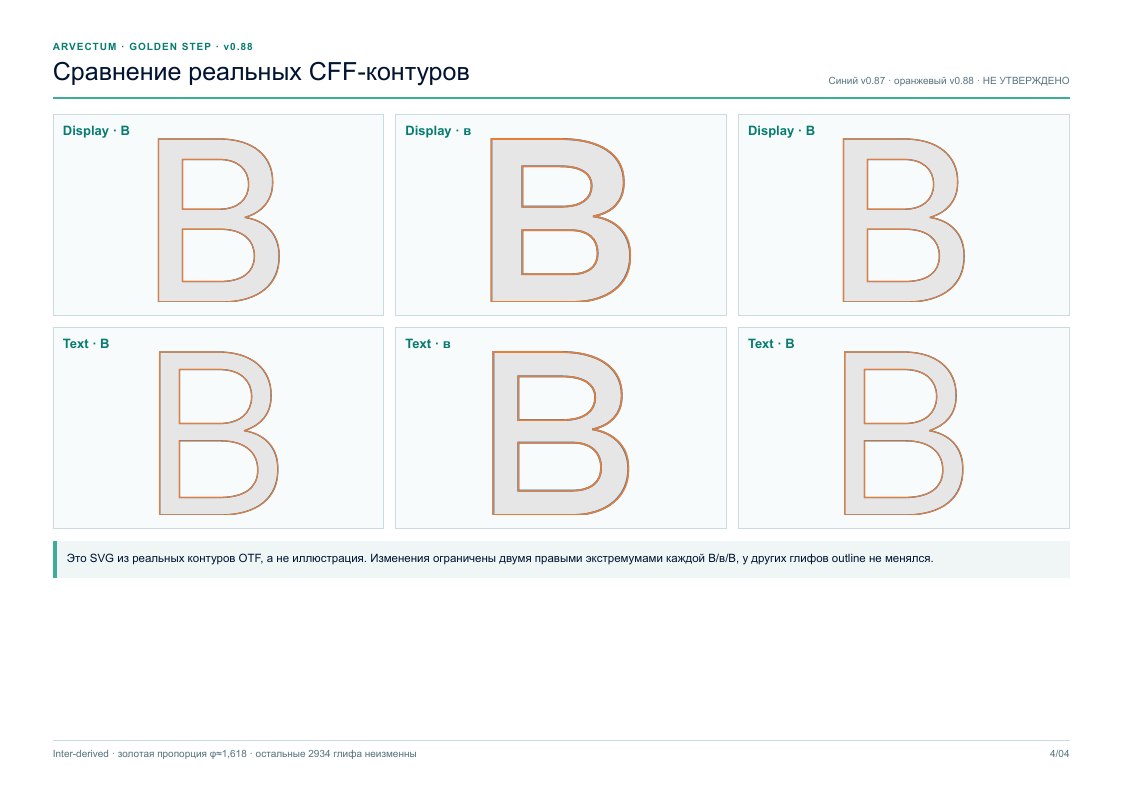 ARVECTUM · GOLDEN STEP · v0.88
Сравнение реальных CFF-контуров
Синий v0.87 · оранжевый v0.88 · НЕ УТВЕРЖДЕНО
Display · B
Display · в
Display · В
B
B
B
Text · B
Text · в
Text · В
B
B
B
Это SVG из реальных контуров OTF, а не иллюстрация. Изменения ограничены двумя правыми экстремумами каждой B/в/В, у других глифов outline не менялся.
Inter-derived · золотая пропорция φ≈1,618 · остальные 2934 глифа неизменны
4/04